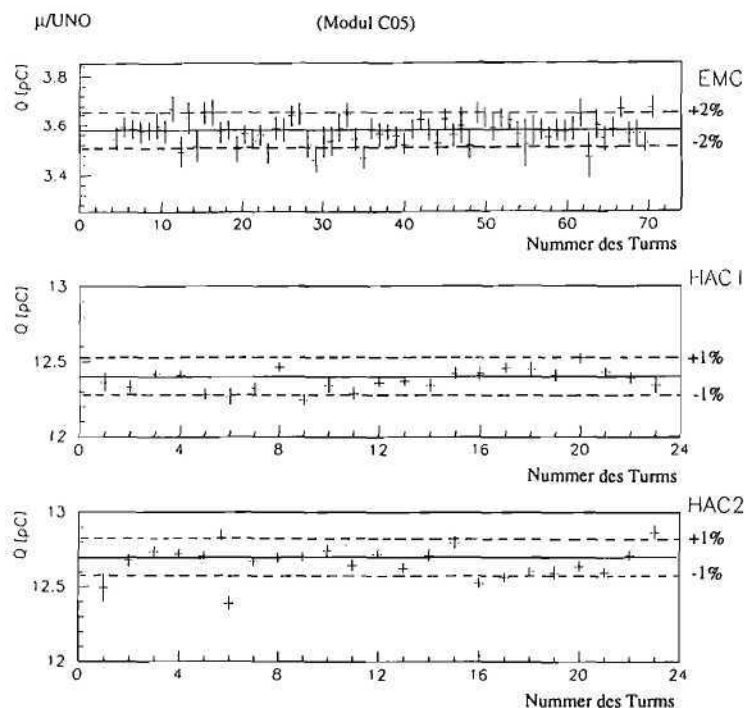 μ/UNO (Modul C05)
EMC
Q [pC]
3.8
3.6
3.4
+2%
-2%
0 10 20 30 40 50 60 70
Nummer des Turms
HAC1
Q [pC]
13
12.5
12
+1%
-1%
0 4 8 12 16 20 24
Nummer des Turms
HAC2
Q [pC]
13
12.5
12
+1%
-1%
0 4 8 12 16 20 24
Nummer des Turms